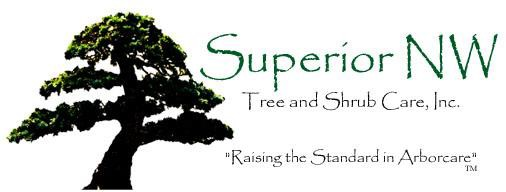 Superior NW
Tree and Shrub Care, Inc.
"Raising the Standard in Arborcare"
TM